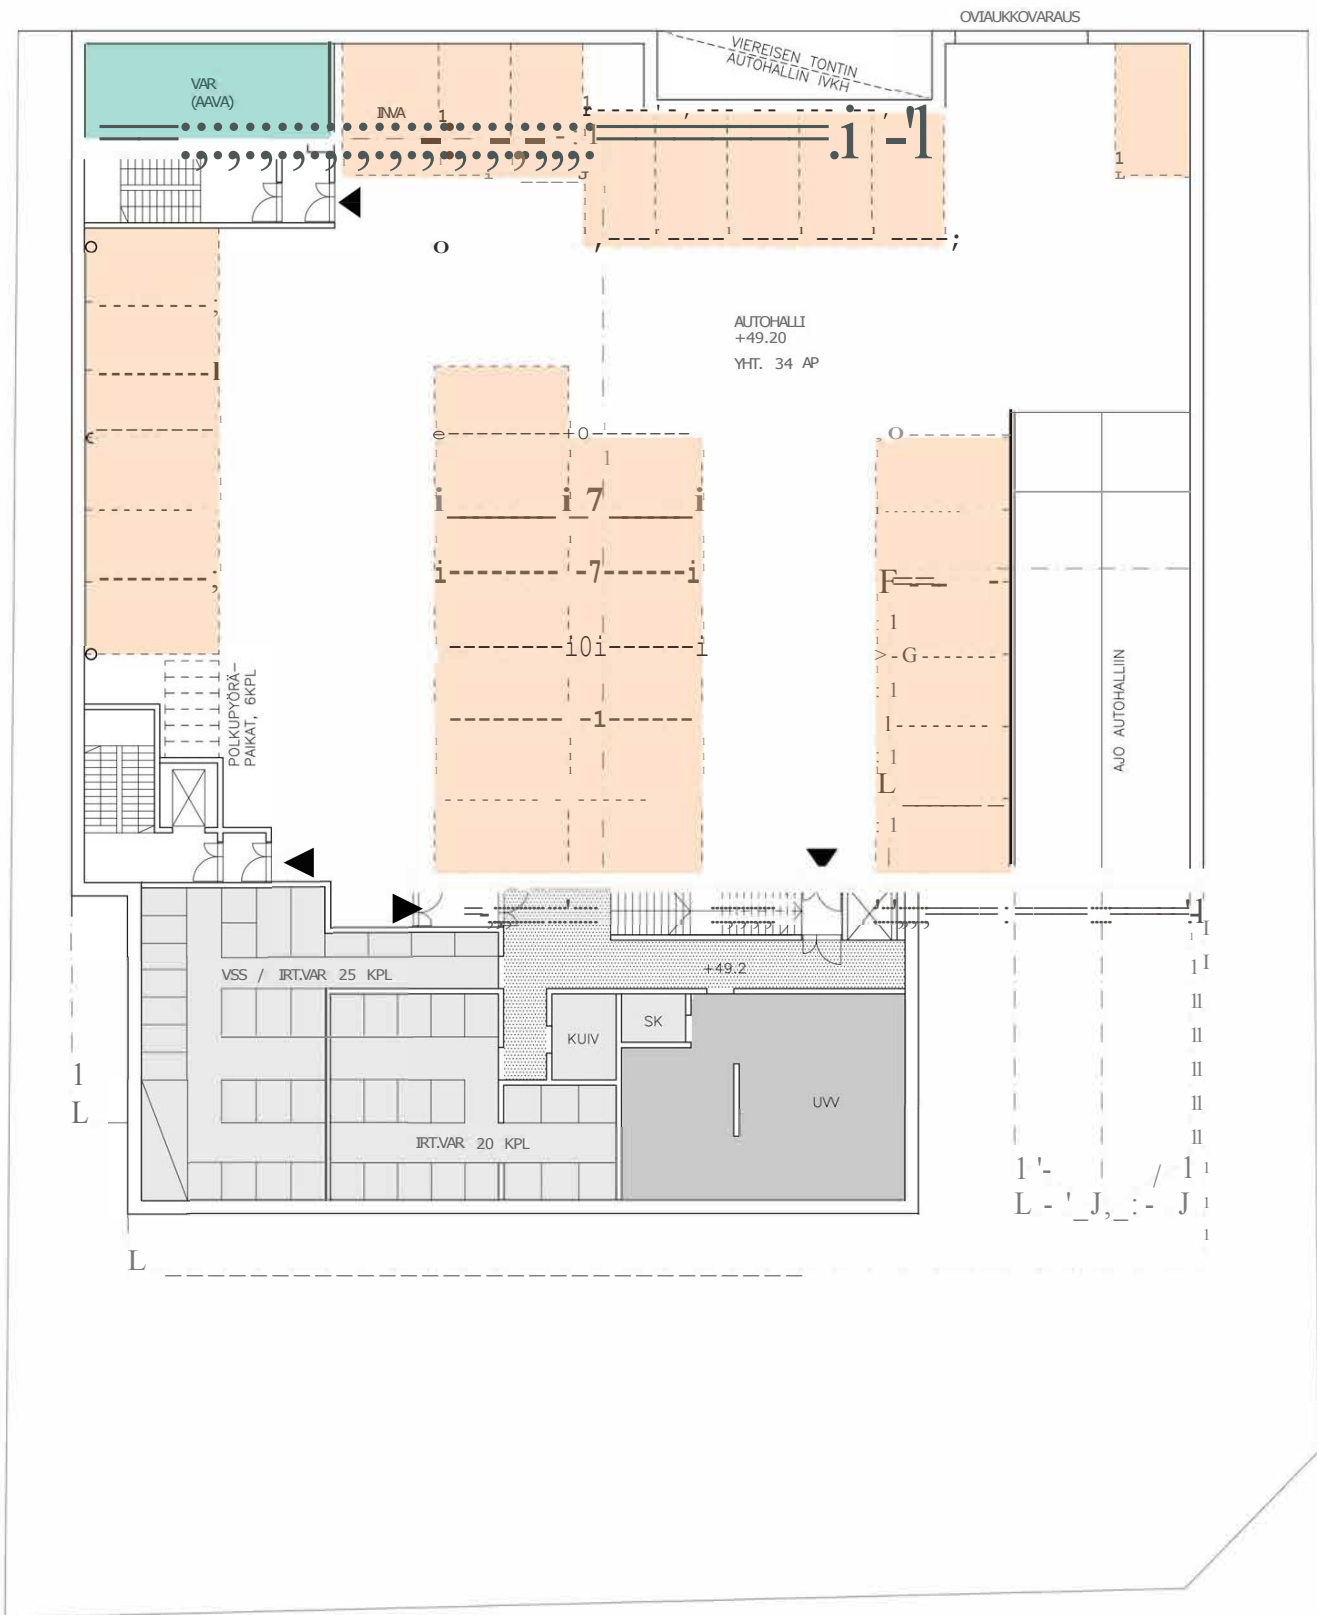 OVIAUKKOVARAUS
VIEREISEN TONTIN
AUTOHALLIN IVKH
VAR
(AAVA)
INVA
AUTOHALLI
+49.20
YHT. 34 AP
POLKUPYÖRÄ–
PAIKAT, 6KPL
AJO AUTOHALLIIN
VSS / IRT.VAR 25 KPL
+49.2
KUIV
SK
UVV
IRT.VAR 20 KPL